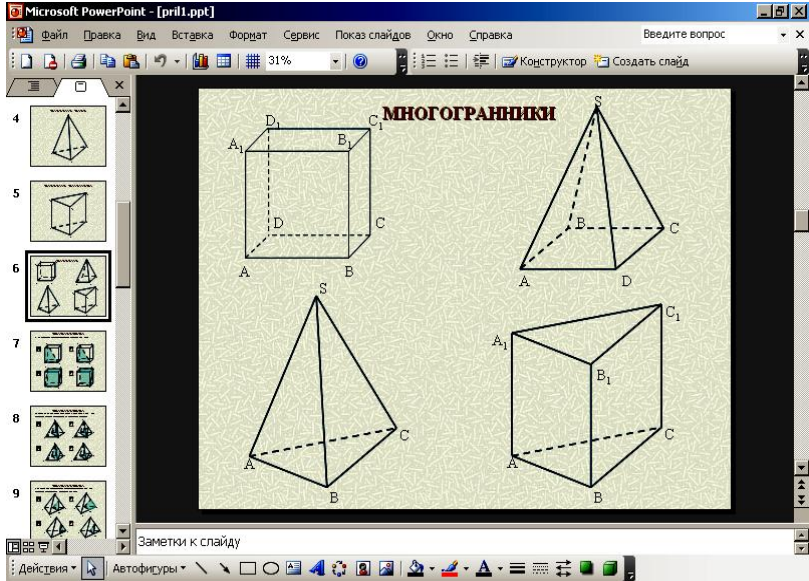 Microsoft PowerPoint - [pril1.ppt]
Файл Правка Вид Вставка Формат Сервис Показ слайдов Окно Справка Введите вопрос
31% Конструктор Создать слайд
4
5
6
7
8
9
МНОГОГРАННИКИ
D1 C1
A1 B1
D C
A B
S
B C
A D
S
A C
B
C1
A1
B1
A C
B
Заметки к слайду
Действия Автофигуры